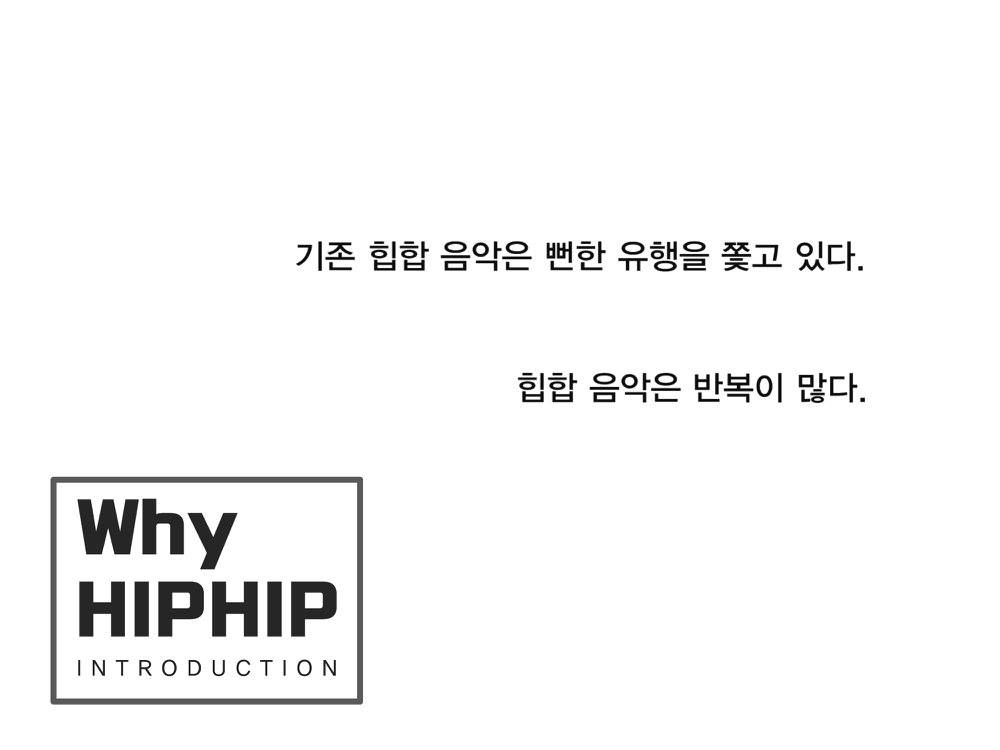 기존 힙합 음악은 뻔한 유행을 쫓고 있다.
힙합 음악은 반복이 많다.
Why
HIPHIP
INTRODUCTION